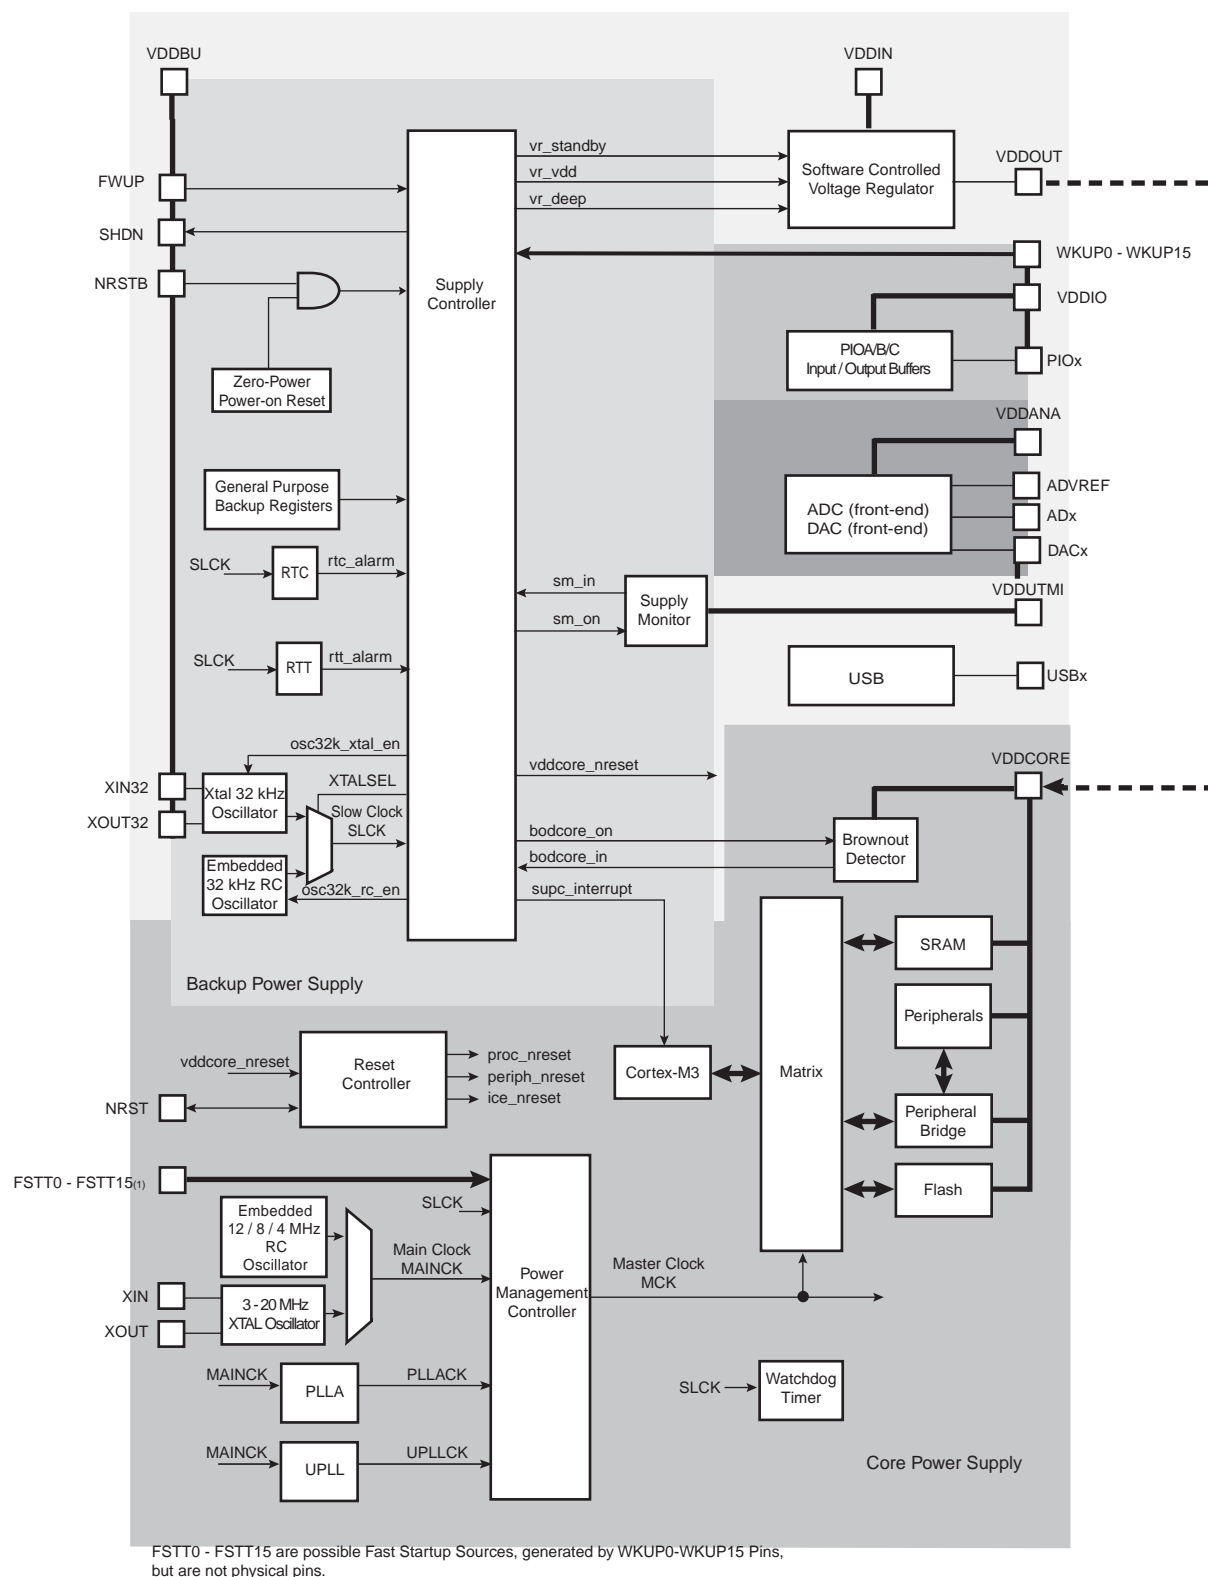 VDDBU
VDDIN
FWUP
SHDN
NRSTB
vr_standby
vr_vdd
vr_deep
Software Controlled
Voltage Regulator
VDDOUT
Supply
Controller
WKUP0 - WKUP15
VDDIO
PIOA/B/C
Input / Output Buffers
PIOx
Zero-Power
Power-on Reset
VDDANA
General Purpose
Backup Registers
ADC (front-end)
DAC (front-end)
ADVREF
ADx
DACx
SLCK
RTC
rtc_alarm
sm_in
sm_on
Supply
Monitor
VDDUTMI
SLCK
RTT
rtt_alarm
USB
USBx
osc32k_xtal_en
vddcore_nreset
VDDCORE
XIN32
XOUT32
Xtal 32 kHz
Oscillator
XTALSEL
Slow Clock
SLCK
bodcore_on
bodcore_in
Brownout
Detector
Embedded
32 kHz RC
Oscillator
osc32k_rc_en
supc_interrupt
Backup Power Supply
SRAM
Peripherals
vddcore_nreset
NRST
Reset
Controller
proc_nreset
periph_nreset
ice_nreset
Cortex-M3
Matrix
Peripheral
Bridge
Flash
FSTT0 - FSTT15(1)
SLCK
Embedded
12 / 8 / 4 MHz
RC
Oscillator
Main Clock
MAINCK
Power
Management
Controller
Master Clock
MCK
XIN
XOUT
3 - 20 MHz
XTAL Oscillator
MAINCK
PLLA
PLLACK
SLCK
Watchdog
Timer
MAINCK
UPLL
UPLLCK
Core Power Supply
FSTT0 - FSTT15 are possible Fast Startup Sources, generated by WKUP0-WKUP15 Pins,
but are not physical pins.